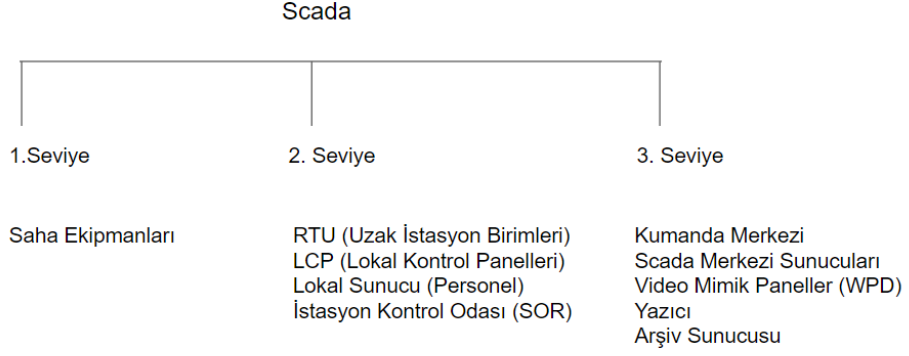 Scada
1.Seviye
2. Seviye
3. Seviye
Saha Ekipmanları
RTU (Uzak İstasyon Birimleri)
LCP (Lokal Kontrol Panelleri)
Lokal Sunucu (Personel)
İstasyon Kontrol Odası (SOR)
Kumanda Merkezi
Scada Merkezi Sunucuları
Video Mimik Paneller (WPD)
Yazıcı
Arşiv Sunucusu